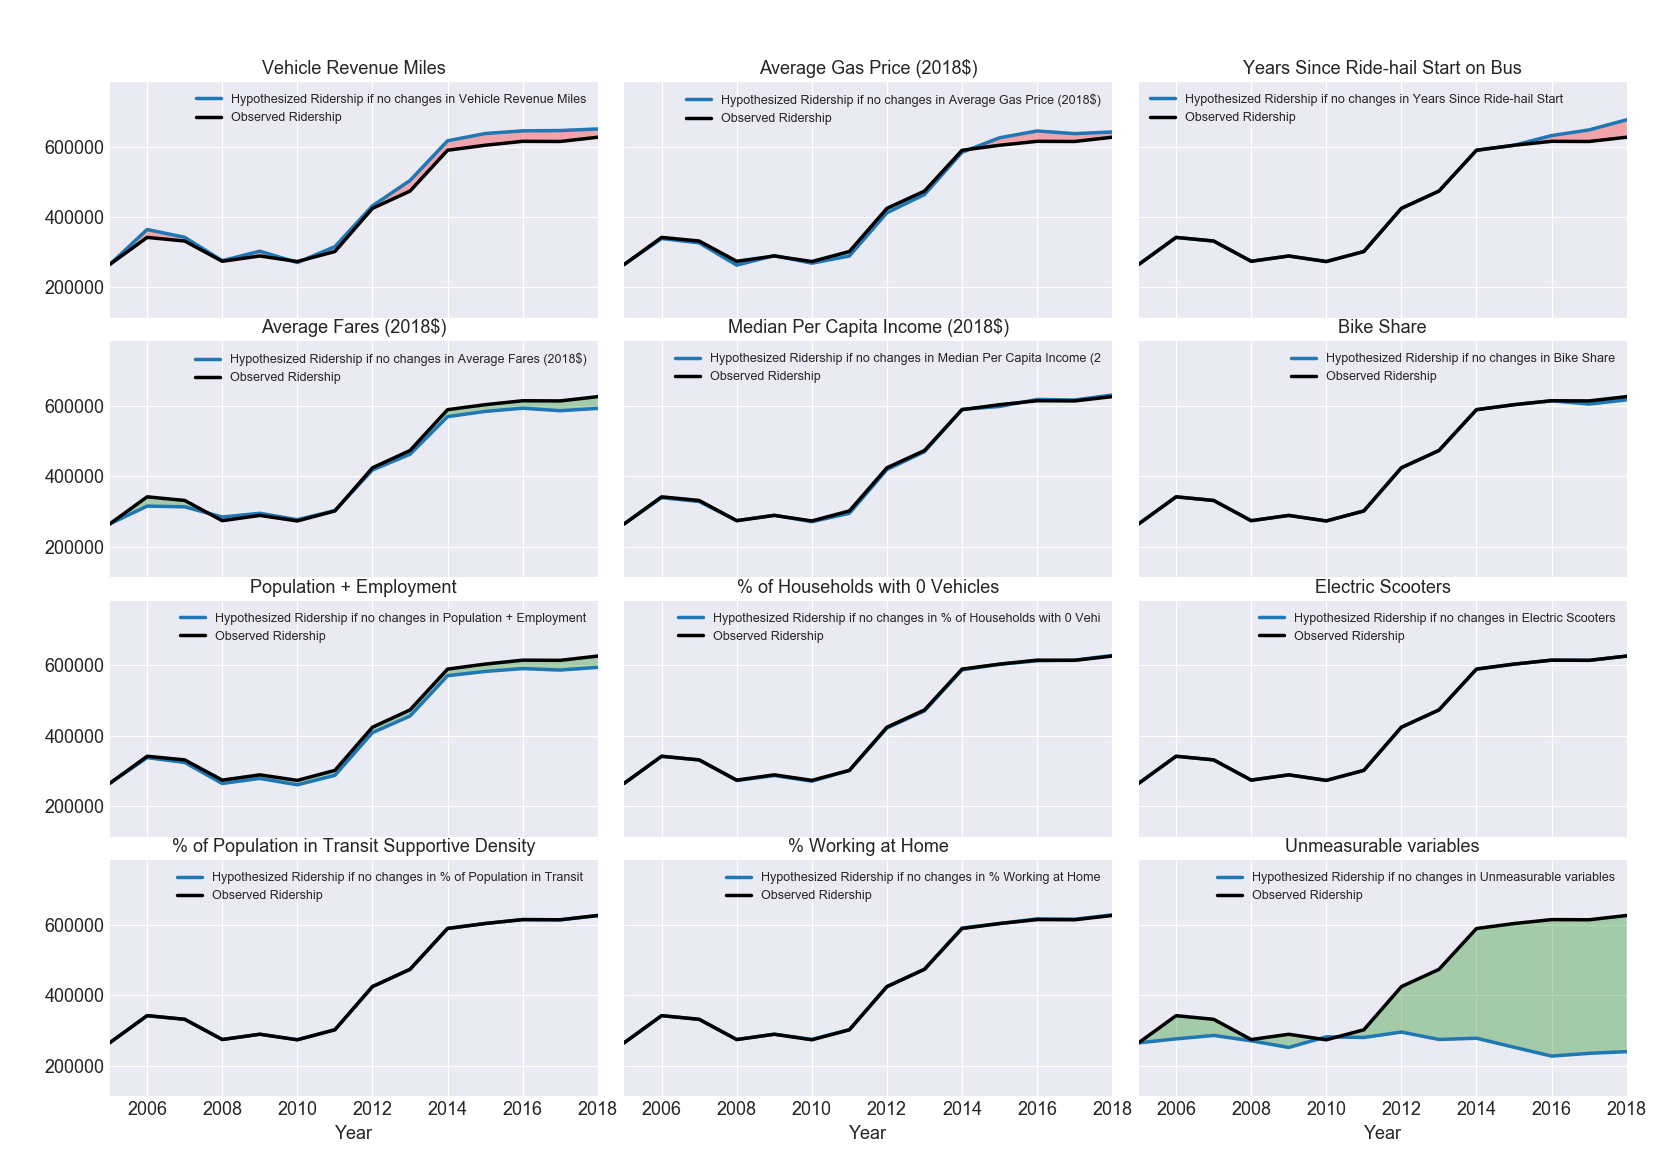 Vehicle Revenue Miles
Hypothesized Ridership if no changes in Vehicle Revenue Miles
Observed Ridership
600000
400000
200000
Average Gas Price (2018$)
Hypothesized Ridership if no changes in Average Gas Price (2018$)
Observed Ridership
Years Since Ride-hail Start on Bus
Hypothesized Ridership if no changes in Years Since Ride-hail Start
Observed Ridership
Average Fares (2018$)
Hypothesized Ridership if no changes in Average Fares (2018$)
Observed Ridership
600000
400000
200000
Median Per Capita Income (2018$)
Hypothesized Ridership if no changes in Median Per Capita Income (2
Observed Ridership
Bike Share
Hypothesized Ridership if no changes in Bike Share
Observed Ridership
Population + Employment
Hypothesized Ridership if no changes in Population + Employment
Observed Ridership
600000
400000
200000
% of Households with 0 Vehicles
Hypothesized Ridership if no changes in % of Households with 0 Vehi
Observed Ridership
Electric Scooters
Hypothesized Ridership if no changes in Electric Scooters
Observed Ridership
% of Population in Transit Supportive Density
Hypothesized Ridership if no changes in % of Population in Transit
Observed Ridership
600000
400000
200000
2006 2008 2010 2012 2014 2016 2018
Year
% Working at Home
Hypothesized Ridership if no changes in % Working at Home
Observed Ridership
2006 2008 2010 2012 2014 2016 2018
Year
Unmeasurable variables
Hypothesized Ridership if no changes in Unmeasurable variables
Observed Ridership
2006 2008 2010 2012 2014 2016 2018
Year